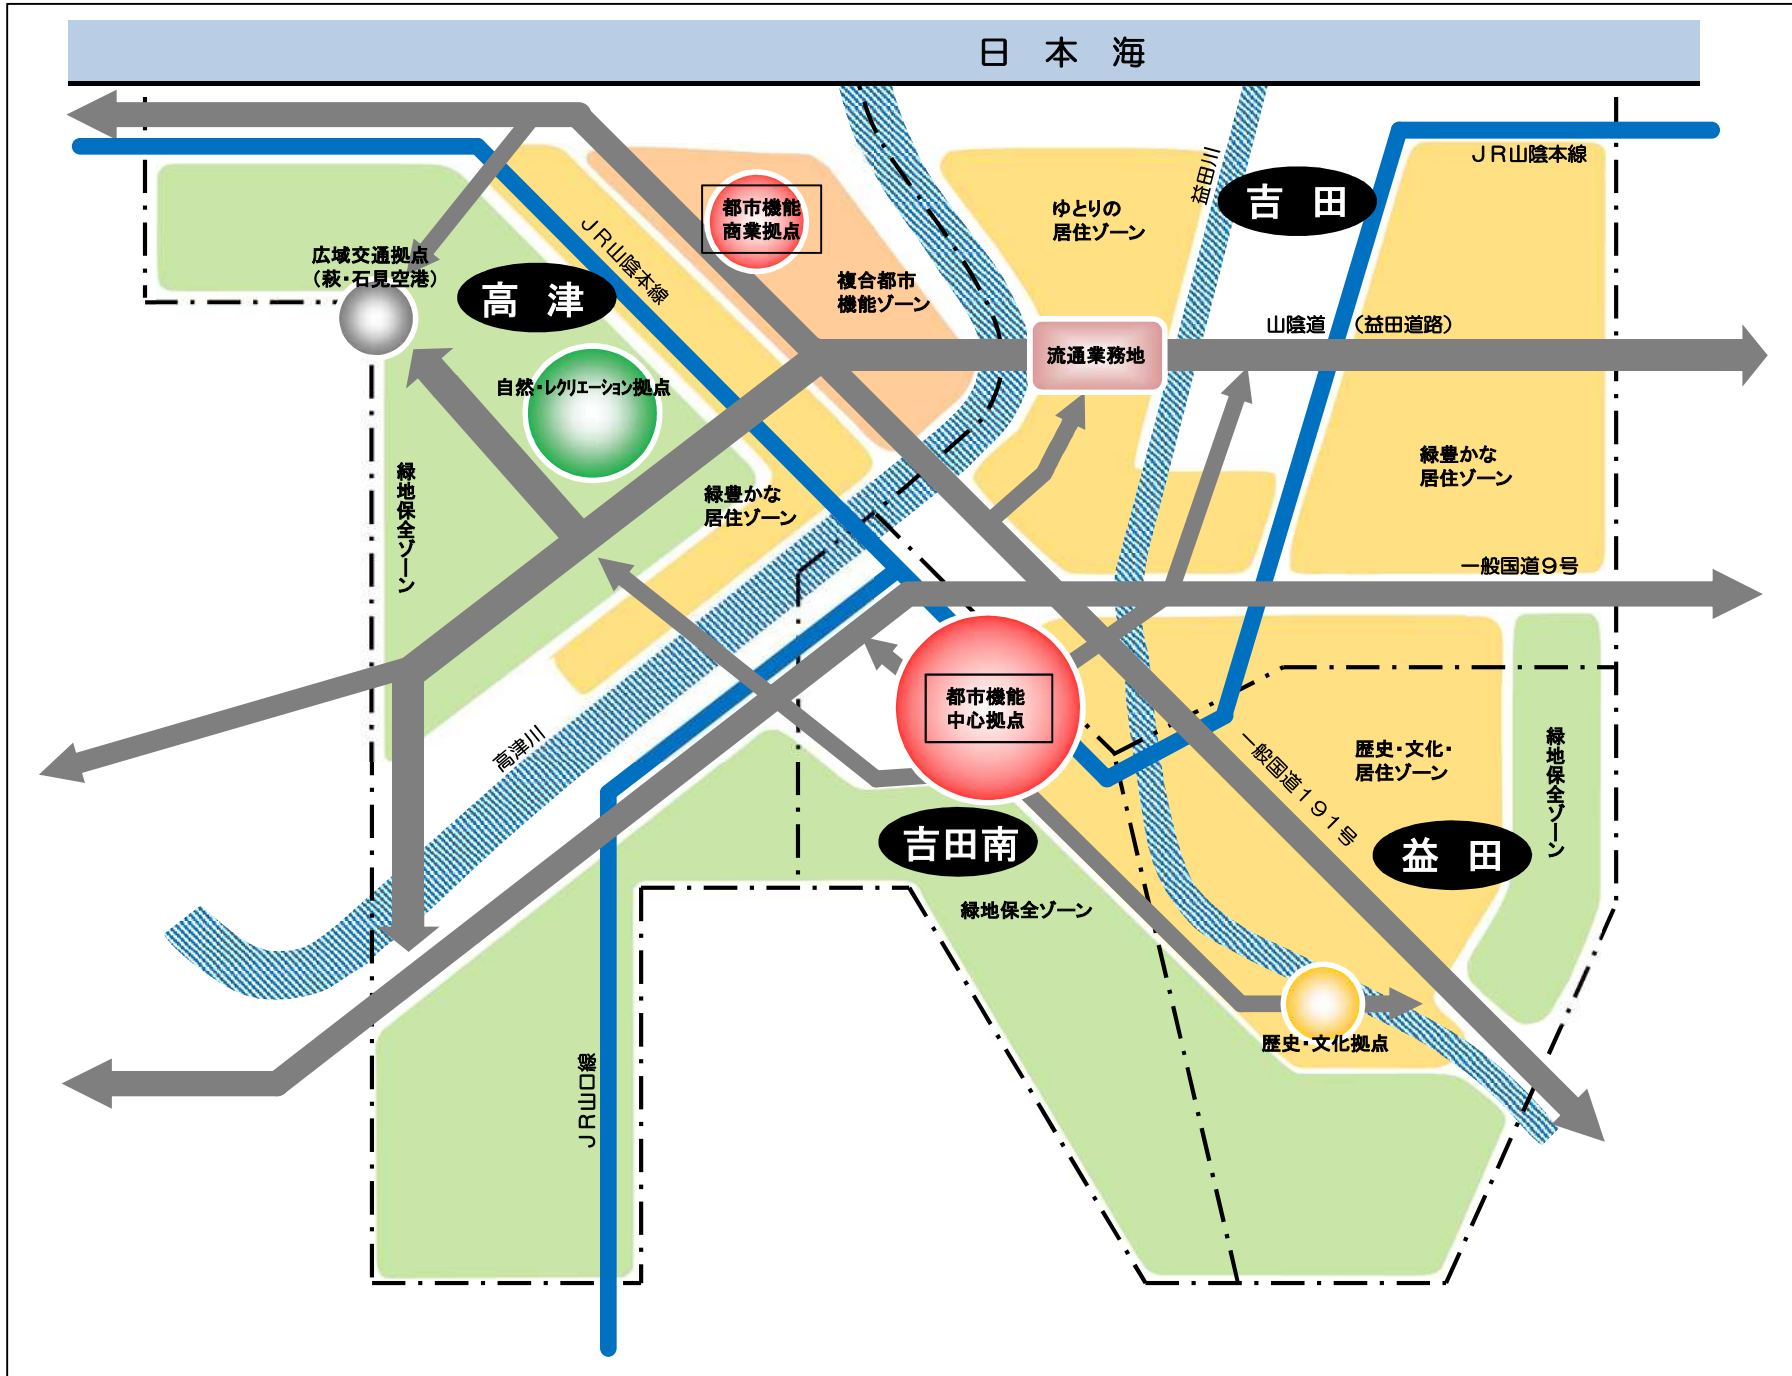 日 本 海
JR山陰本線
益田川
吉 田
都市機能
商業拠点
ゆとりの
居住ゾーン
JR山陰本線
広域交通拠点
（萩・石見空港）
高 津
複合都市
機能ゾーン
山陰道 （益田道路）
流通業務地
自然・レクリエーション拠点
緑豊かな
居住ゾーン
緑地保全ゾーン
緑豊かな
居住ゾーン
一般国道９号
都市機能
中心拠点
高津川
一般国道１９１号
歴史・文化・
居住ゾーン
緑地保全ゾーン
吉田南
益 田
緑地保全ゾーン
歴史・文化拠点
JR山口線